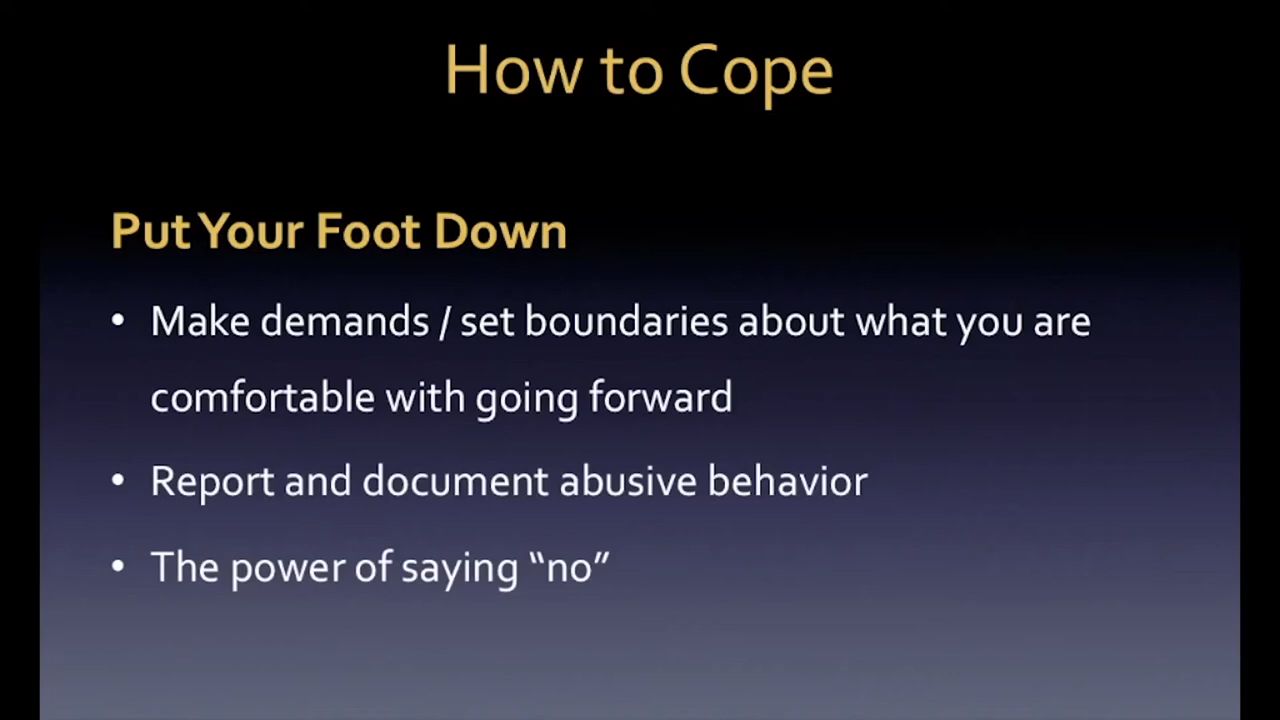 How to Cope
Put Your Foot Down
• Make demands / set boundaries about what you are
comfortable with going forward
• Report and document abusive behavior
• The power of saying “no”